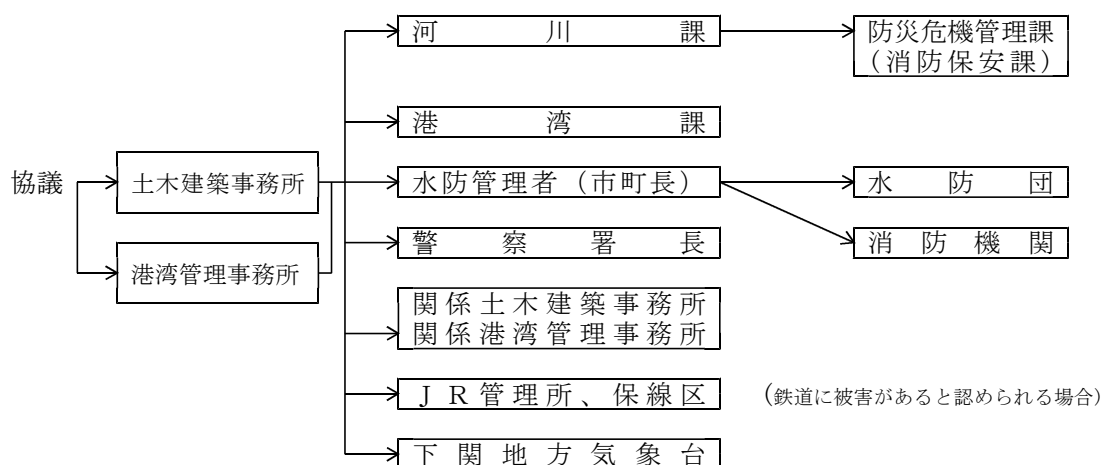 河川課
防災危機管理課
（消防保安課）
港湾課
協議
土木建築事務所
水防管理者（市町長）
水防団
港湾管理事務所
警察署長
消防機関
関係土木建築事務所
関係港湾管理事務所
ＪＲ管理所、保線区
（鉄道に被害があると認められる場合）
下関地方気象台